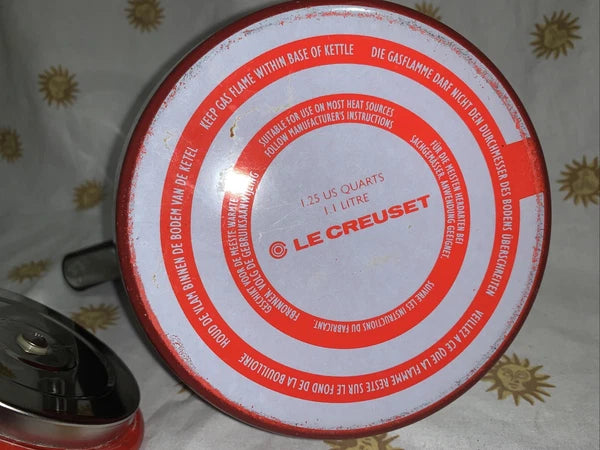 KEEP GAS FLAME WITHIN BASE OF KETTLE
DIE GASFLAMME DARF NICHT DEN DURCHMESSER DES BODENS ÜBERSCHREITEN
VEILLEZ A CE QUE LA FLAMME RESTE SUR LE FOND DE LA BOUILLOIRE
HOUD DE VLAM BINNEN DE BODEM VAN DE KETEL
SUITABLE FOR USE ON MOST HEAT SOURCES
FOLLOW MANUFACTURER'S INSTRUCTIONS
FÜR DIE MEISTEN HERDARTEN BEI
SACHGEMÄSSER, ANWENDUNG GEEIGNET.
SUIVRE LES INSTRUCTIONS DU FABRICANT
GESCHIKT VOOR DE MEESTE WARMTE
BRONNEN, VOLG DE GEBRUIKSAANWIJZING
1.25 US QUARTS
1.1 LITRE
LE CREUSET